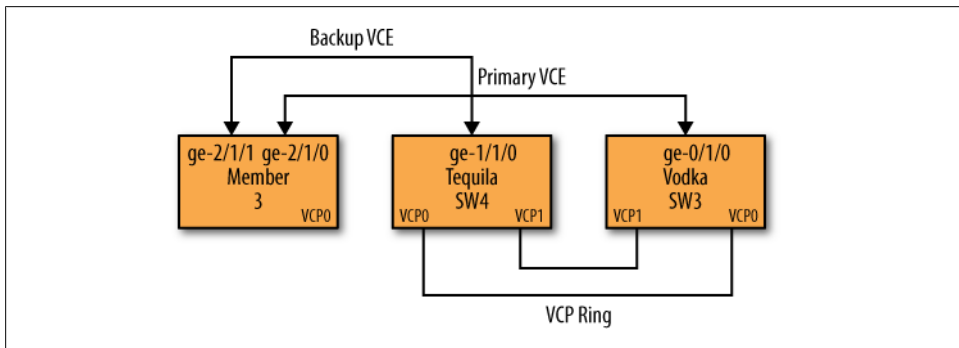 Backup VCE
Primary VCE
ge-2/1/1 ge-2/1/0
Member
3
VCP0
ge-1/1/0
Tequila
SW4
VCP0 VCP1
ge-0/1/0
Vodka
SW3
VCP1 VCP0
VCP Ring